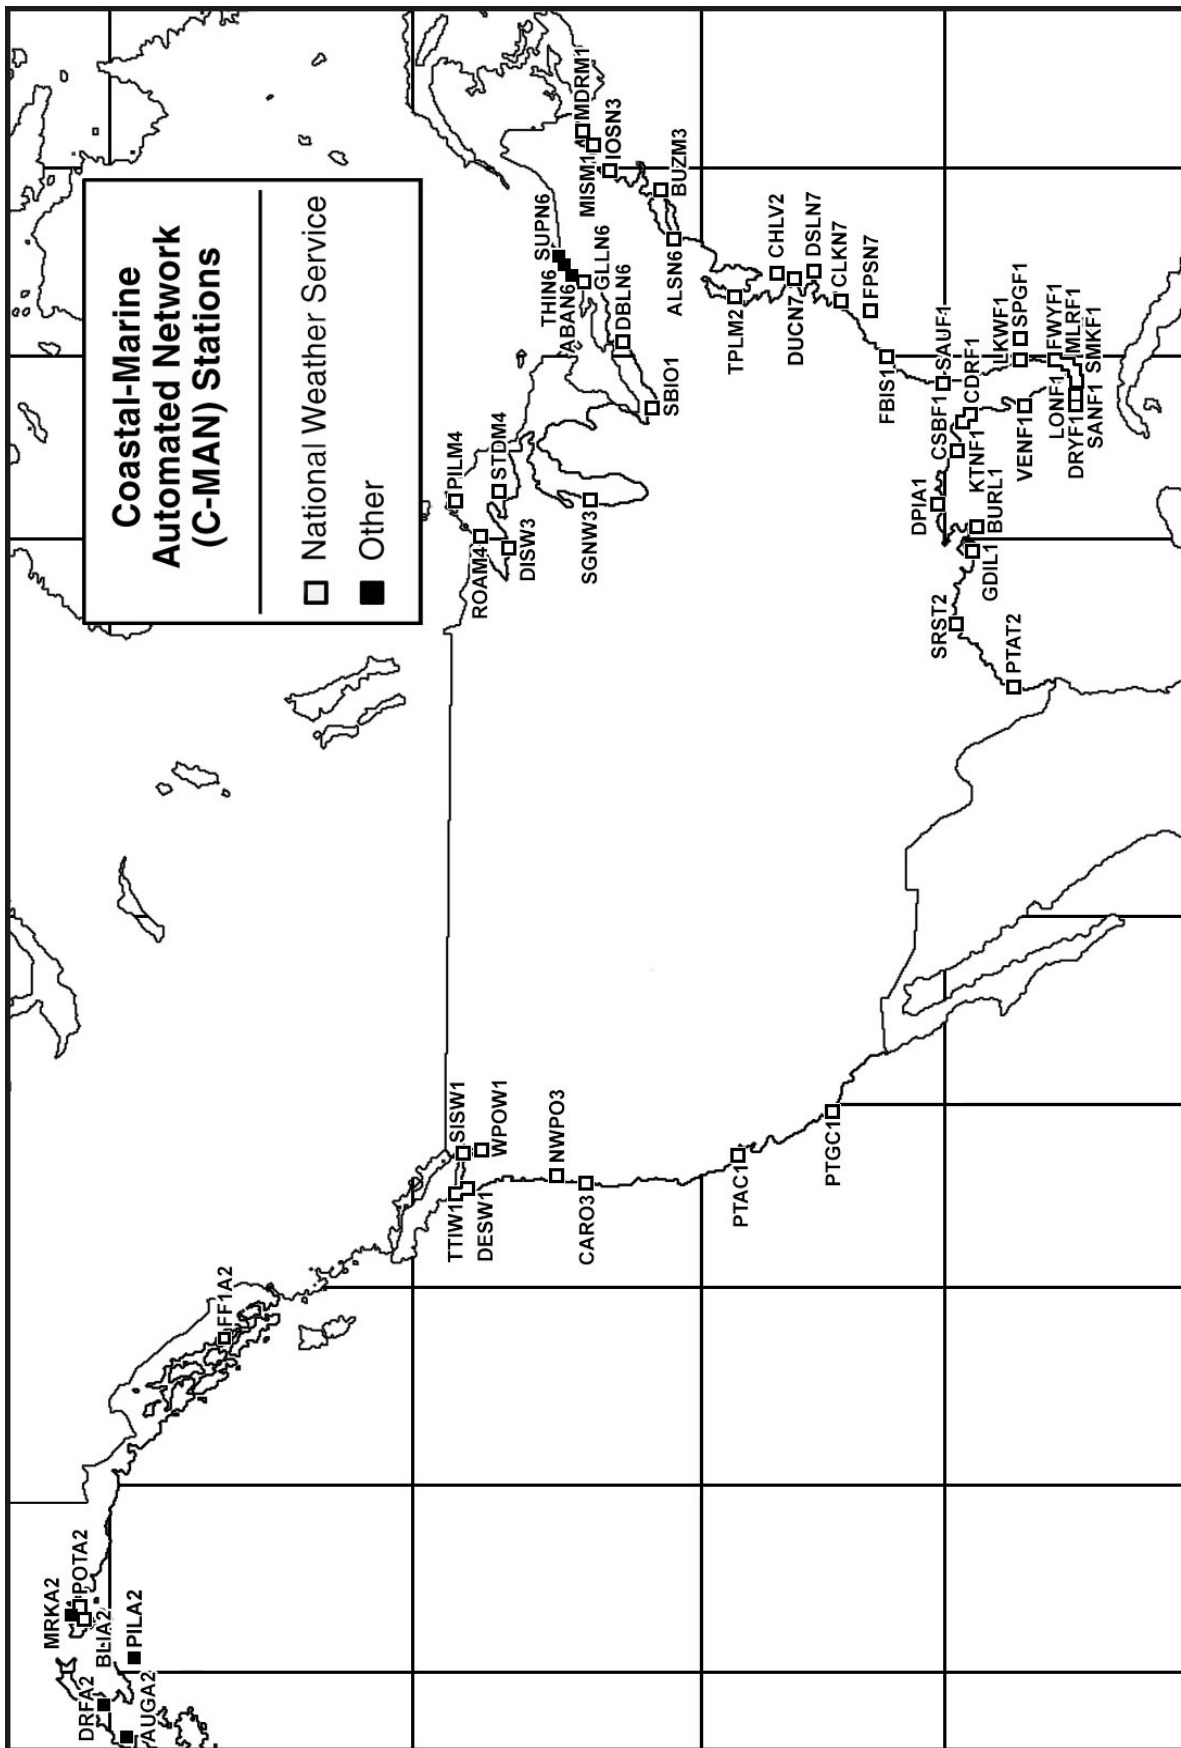 Coastal-Marine
Automated Network
(C-MAN) Stations
National Weather Service
Other
MRKA2
POTA2
BLIA2
PILA2
DRFA2
AUGA2
FF1A2
TTIW1
DESW1
SISW1
WPOW1
NWPO3
CARO3
PTAC1
PTGC1
PILM4
ROAM4
STDM4
DISW3
SGNW3
SBIO1
DBLN6
GLLN6
ABAN6
THIN6
SUPN6
MDRM1
MISM1
IOSN3
BUZM3
ALSN6
TPLM2
CHLV2
DUCN7
DSLN7
CLKN7
FPSN7
FBIS1
SAUF1
CDRF1
CSBF1
KTNF1
DPIA1
BURL1
GDIL1
SRST2
PTAT2
LKWF1
SPGF1
VENF1
FWYF1
MLRF1
SMKF1
LONF1
DRYF1
SANF1